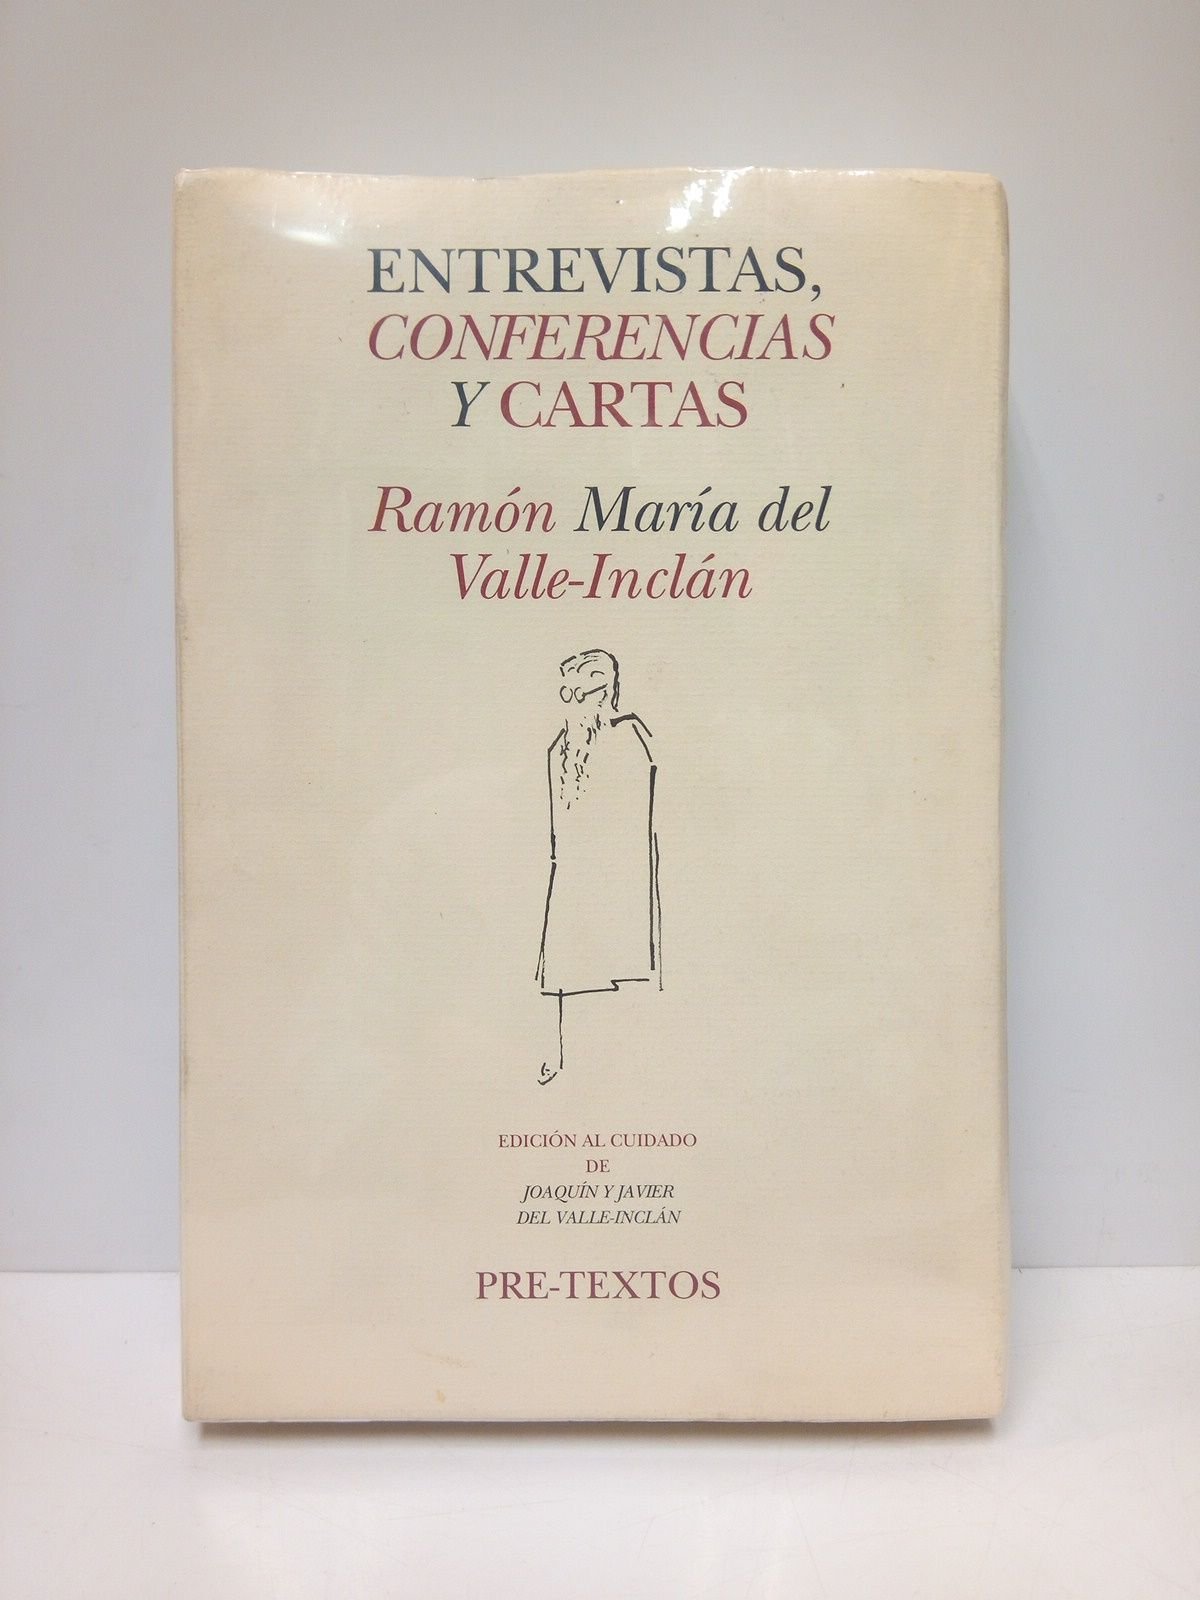 ENTREVISTAS,
CONFERENCIAS
Y CARTAS
Ramón María del
Valle-Inclán
EDICIÓN AL CUIDADO
DE
JOAQUÍN Y JAVIER
DEL VALLE-INCLÁN
PRE-TEXTOS